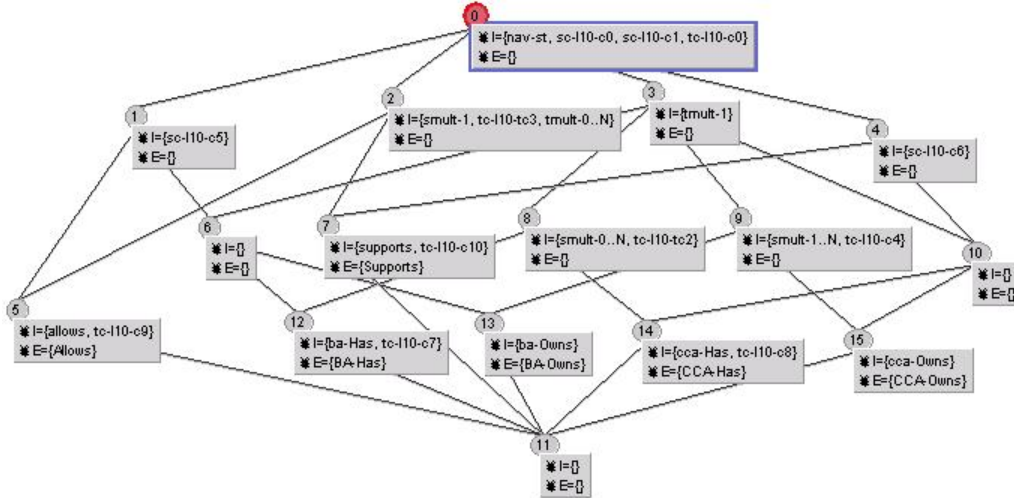 0
I={nav-st, sc-l10-c0, sc-l10-c1, tc-l10-c0}
E={}
1
I={sc-l10-c5}
E={}
2
I={smult-1, tc-l10-tc3, tmult-0..N}
E={}
3
I={tmult-1}
E={}
4
I={sc-l10-c6}
E={}
5
I={allows, tc-l10-c9}
E={Allows}
6
I={}
E={}
7
I={supports, tc-l10-c10}
E={Supports}
8
I={smult-0..N, tc-l10-tc2}
E={}
9
I={smult-1..N, tc-l10-c4}
E={}
10
I={}
E={}
12
I={ba-Has, tc-l10-c7}
E={BA-Has}
13
I={ba-Owns}
E={BA-Owns}
14
I={cca-Has, tc-l10-c8}
E={CCA-Has}
15
I={cca-Owns}
E={CCA-Owns}
11
I={}
E={}